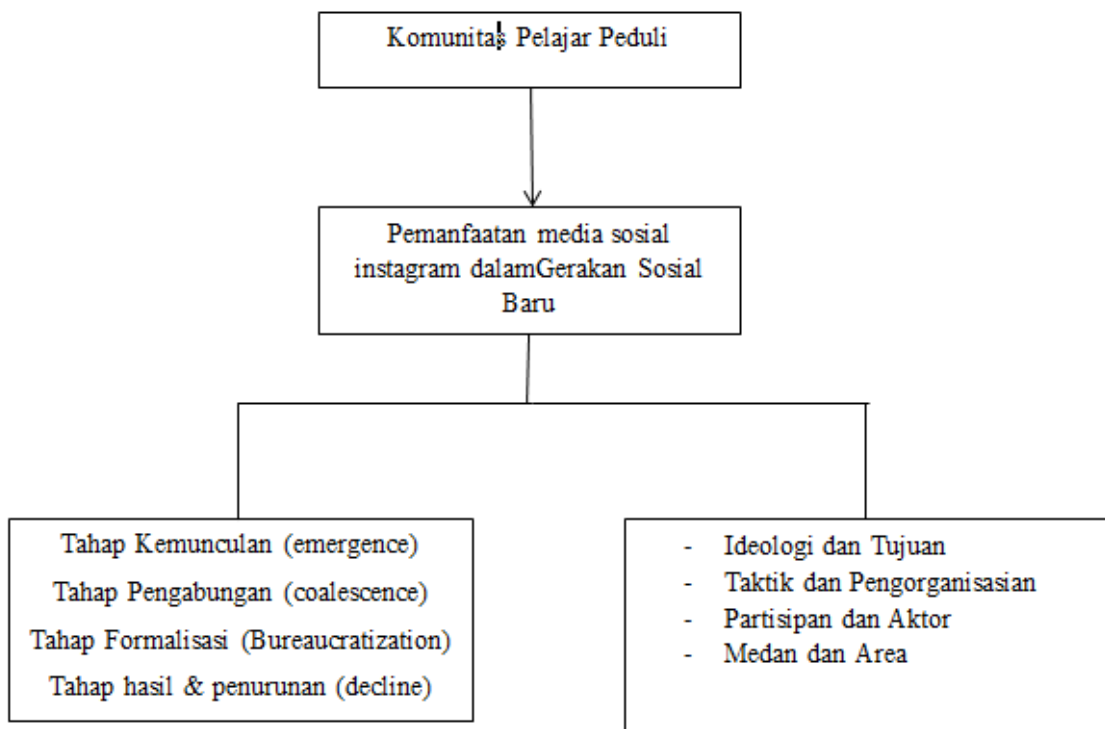 Komunitas Pelajar Peduli
Pemanfaatan media sosial
instagram dalamGerakan Sosial
Baru
Tahap Kemunculan (emergence)
Tahap Pengabungan (coalescence)
Tahap Formalisasi (Bureaucratization)
Tahap hasil & penurunan (decline)
- Ideologi dan Tujuan
- Taktik dan Pengorganisasian
- Partisipan dan Aktor
- Medan dan Area